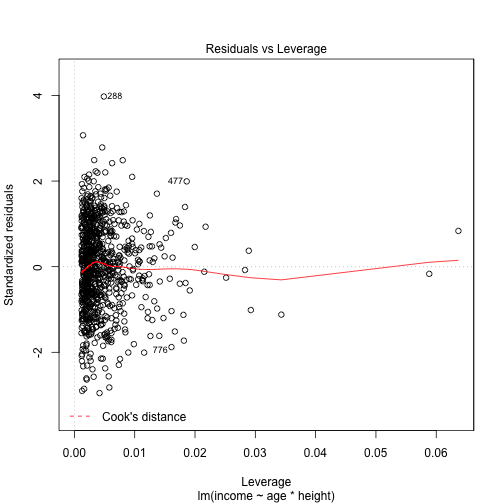 Residuals vs Leverage
Standardized residuals
4
2
0
-2
288
477
776
Cook's distance
0.00 0.01 0.02 0.03 0.04 0.05 0.06
Leverage
lm(income ~ age * height)